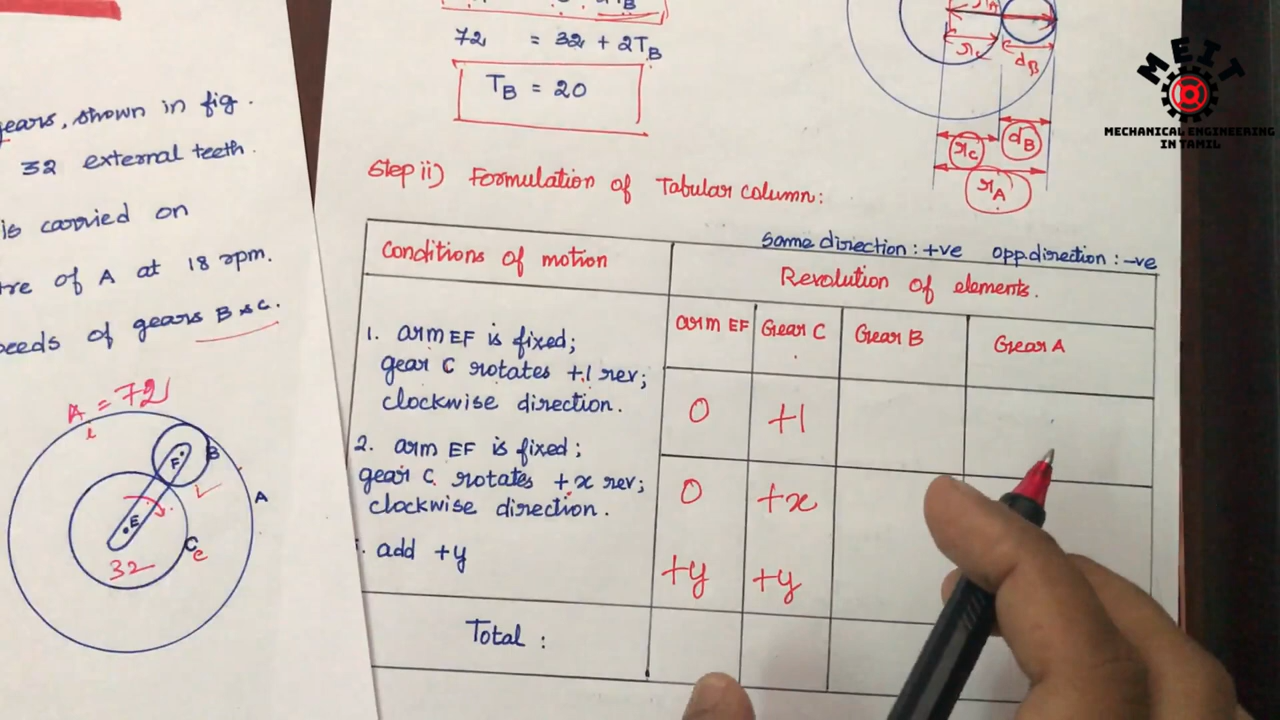 gears, shown in fig.
32 external teeth.
is carried on
of A at 18 rpm.
of gears B & C.
A = 72
F
B
A
E
C
32
72 = 32 + 2TB
TB = 20
rA
rC
dB
rC
dB
rA
MEIT
MECHANICAL ENGINEERING
IN TAMIL
Step ii) Formulation of Tabular column:
same direction: +ve opp.direction: -ve
Conditions of motion
Revolution of elements.
arm EF
Gear C
Gear B
Gear A
1. arm EF is fixed;
gear C rotates +1 rev;
clockwise direction.
0
+1
2. arm EF is fixed;
gear C rotates +x rev;
clockwise direction.
0
+x
add +y
+y
+y
Total :